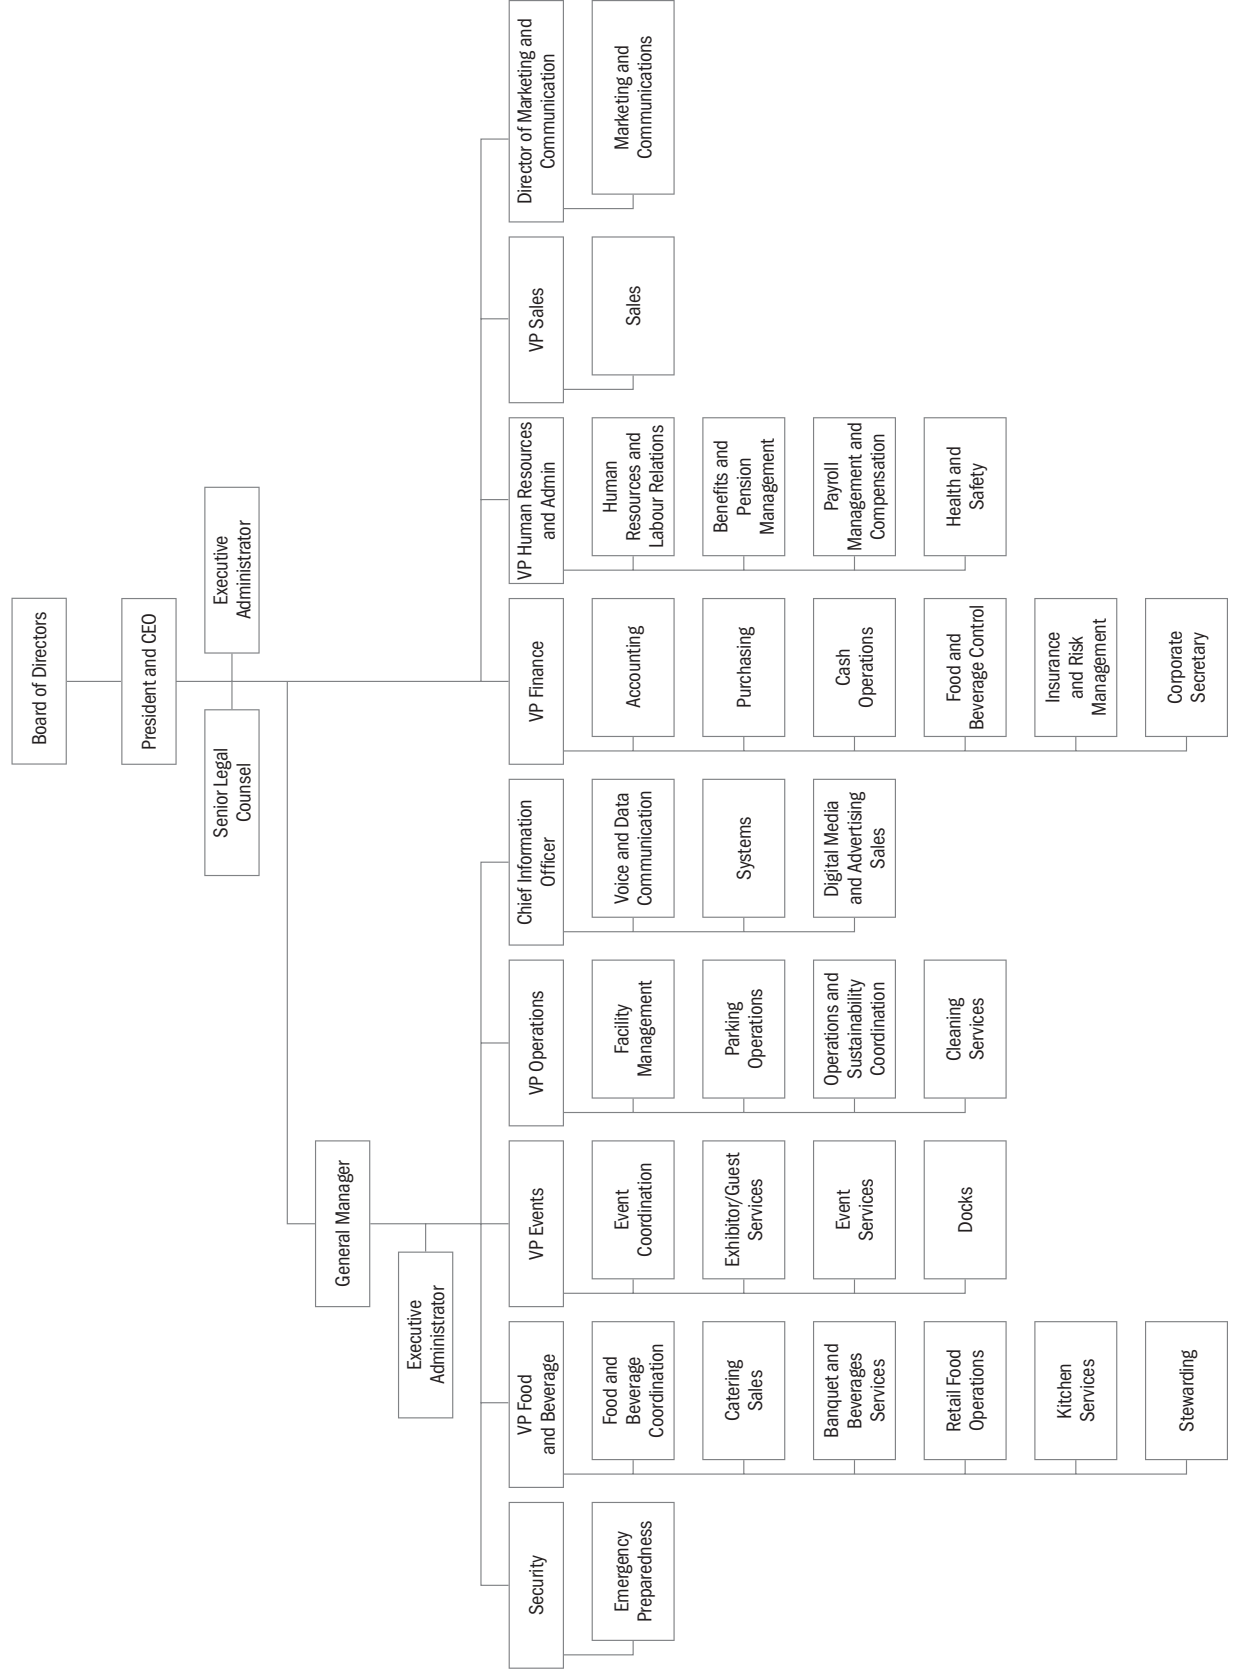 Board of Directors
President and CEO
Senior Legal
Counsel
Executive
Administrator
General Manager
Executive
Administrator
Security
Emergency
Preparedness
VP Food
and Beverage
Food and
Beverage
Coordination
Catering
Sales
Banquet and
Beverages
Services
Retail Food
Operations
Kitchen
Services
Stewarding
VP Events
Event
Coordination
Exhibitor/Guest
Services
Event
Services
Docks
VP Operations
Facility
Management
Parking
Operations
Operations and
Sustainability
Coordination
Cleaning
Services
Chief Information
Officer
Voice and Data
Communication
Systems
Digital Media
and Advertising
Sales
VP Finance
Accounting
Purchasing
Cash
Operations
Food and
Beverage Control
Insurance
and Risk
Management
Corporate
Secretary
VP Human Resources
and Admin
Human
Resources and
Labour Relations
Benefits and
Pension
Management
Payroll
Management and
Compensation
Health and
Safety
VP Sales
Sales
Director of Marketing and
Communication
Marketing and
Communications